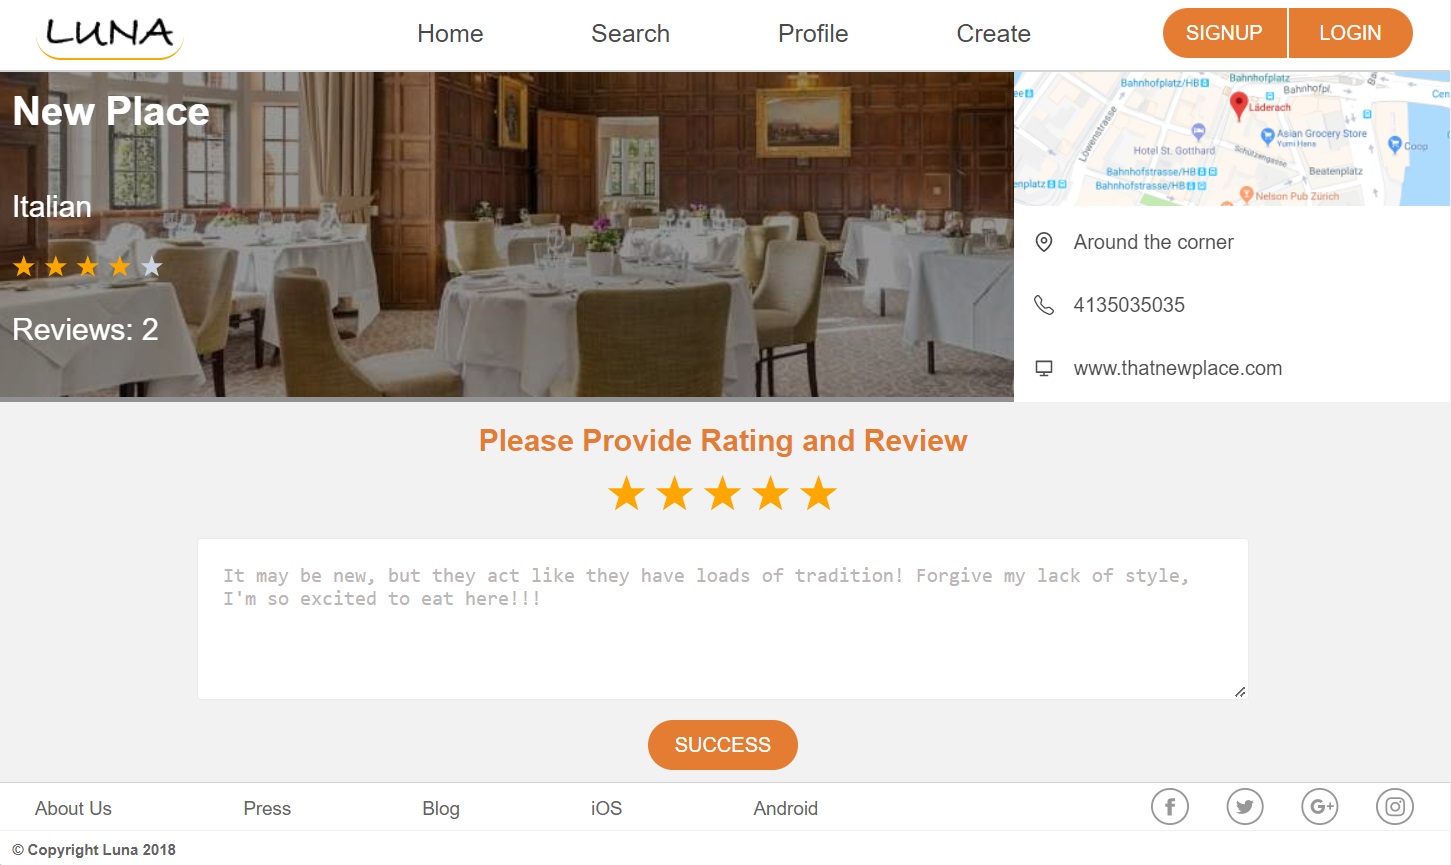 LUNA
Home
Search
Profile
Create
SIGNUP
LOGIN
New Place
Italian
Reviews: 2
Bahnhofplatz
Bahnhofplatz/HB
Bahnhofpl.
Läderach
Löwenstrasse
Asian Grocery Store
Yumi Hana
Coop
Hotel St. Gotthard
Schützengasse
Bahnhofstrasse/HB
Beatenplatz
Bahnhofstrasse/HB
Nelson Pub Zürich
Around the corner
4135035035
www.thatnewplace.com
Please Provide Rating and Review
It may be new, but they act like they have loads of tradition! Forgive my lack of style,
I'm so excited to eat here!!!
SUCCESS
About Us
Press
Blog
iOS
Android
© Copyright Luna 2018